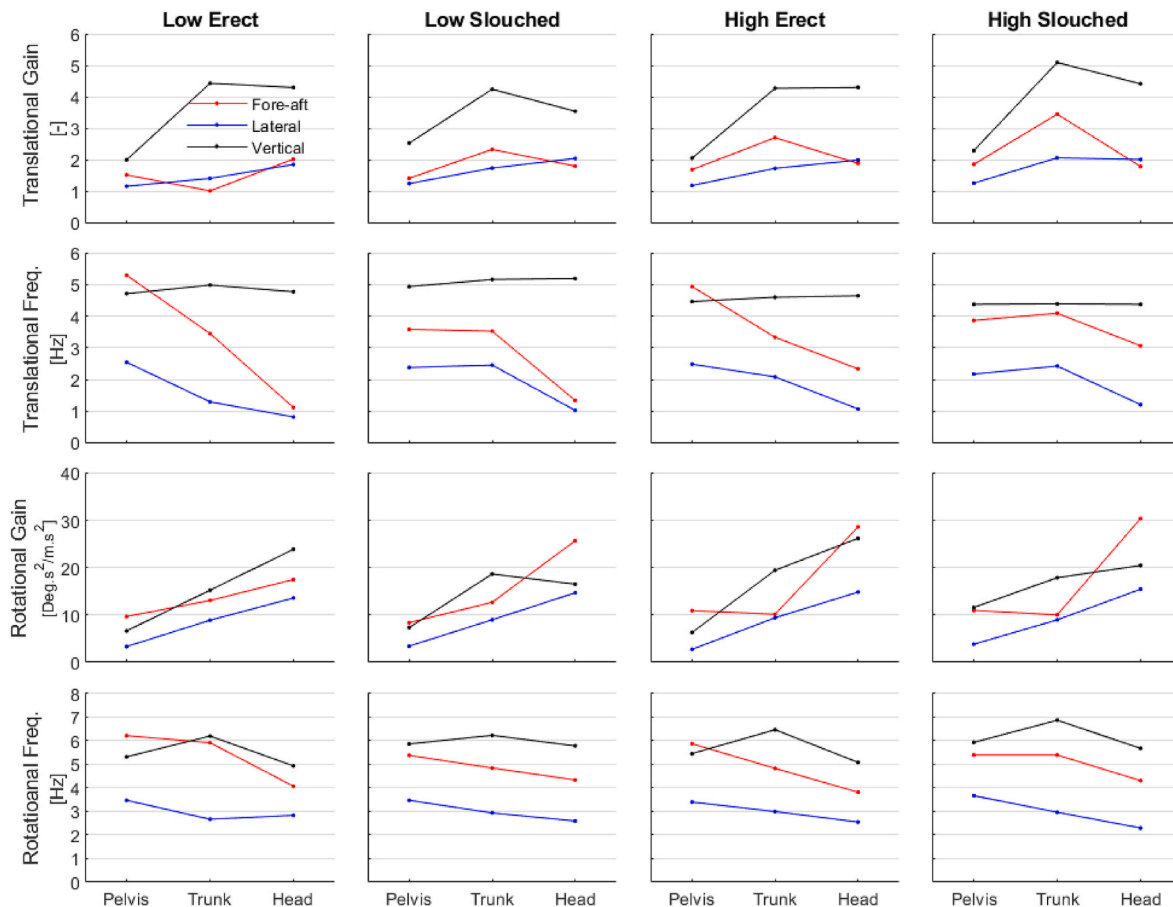 Low Erect Low Slouched High Erect High Slouched
Translational Gain
[-]
6
5
4
3
2
1
0
Fore-aft
Lateral
Vertical
Translational Freq.
[Hz]
6
5
4
3
2
1
0
Rotational Gain
[Deg.s²/m.s²]
40
30
20
10
0
Rotatioanal Freq.
[Hz]
8
7
6
5
4
3
2
1
0
Pelvis Trunk Head Pelvis Trunk Head Pelvis Trunk Head Pelvis Trunk Head